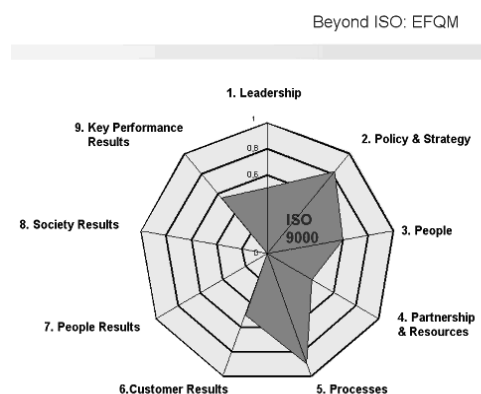 Beyond ISO: EFQM
1. Leadership
9. Key Performance
Results
2. Policy & Strategy
1
0,8
0,6
ISO
9000
8. Society Results
3. People
0
4. Partnership
& Resources
7. People Results
6.Customer Results
5. Processes